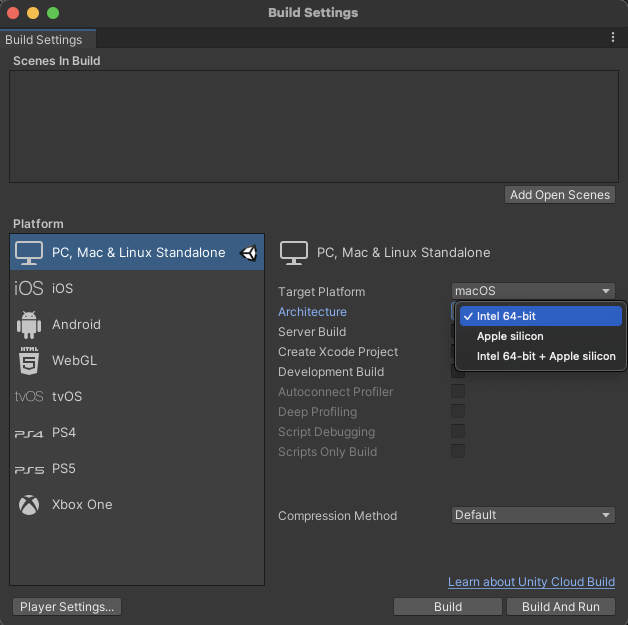 Build Settings
Build Settings
Scenes In Build
Add Open Scenes
Platform
PC, Mac & Linux Standalone
iOS iOS
Android
HTML 5 WebGL
tvOS tvOS
PS4 PS4
PS5 PS5
Xbox One
PC, Mac & Linux Standalone
Target Platform macOS
Architecture
Intel 64-bit
Apple silicon
Intel 64-bit + Apple silicon
Server Build
Create Xcode Project
Development Build
Autoconnect Profiler
Deep Profiling
Script Debugging
Scripts Only Build
Compression Method Default
Learn about Unity Cloud Build
Player Settings...
Build
Build And Run